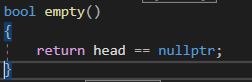 bool empty()
{
    return head == nullptr;
}